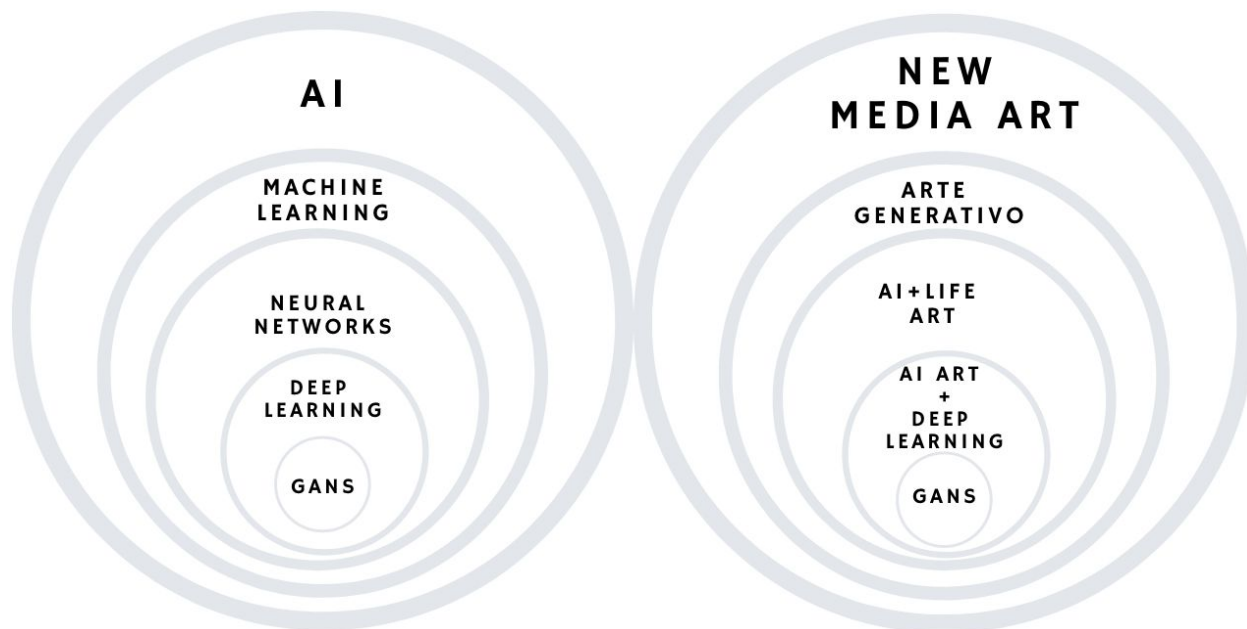 AI
MACHINE
LEARNING
NEURAL
NETWORKS
DEEP
LEARNING
GANS
NEW
MEDIA ART
ARTE
GENERATIVO
AI+LIFE
ART
AI ART
+
DEEP
LEARNING
GANS